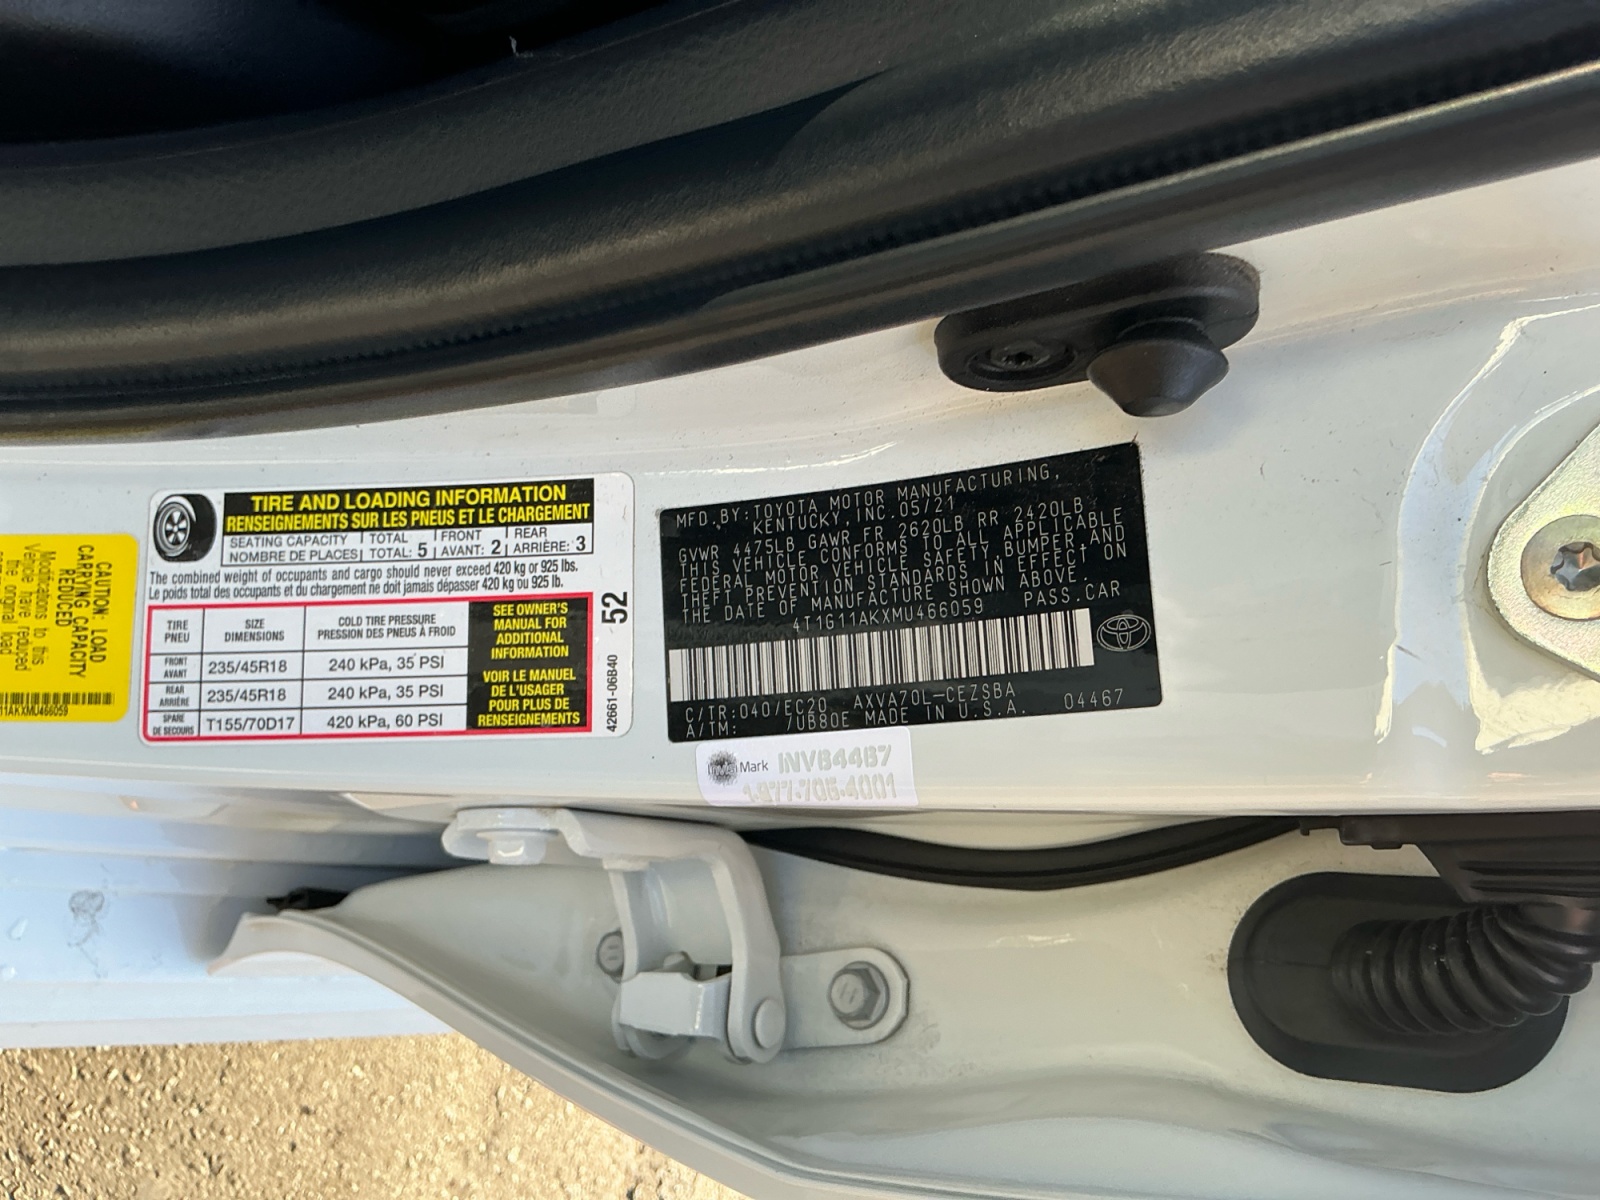 CAUTION: LOAD
CARRYING CAPACITY
REDUCED
Modifications to this
vehicle have reduced
the original load
11AKXMU466059
TIRE AND LOADING INFORMATION
RENSEIGNEMENTS SUR LES PNEUS ET LE CHARGEMENT
SEATING CAPACITY TOTAL FRONT REAR
NOMBRE DE PLACES TOTAL: 5 AVANT: 2 ARRIÈRE: 3
The combined weight of occupants and cargo should never exceed 420 kg or 925 lbs.
Le poids total des occupants et du chargement ne doit jamais dépasser 420 kg ou 925 lb.
TIRE
PNEU
SIZE
DIMENSIONS
COLD TIRE PRESSURE
PRESSION DES PNEUS À FROID
FRONT
AVANT
235/45R18
240 kPa, 35 PSI
REAR
ARRIÈRE
235/45R18
240 kPa, 35 PSI
SPARE
DE SECOURS
T155/70D17
420 kPa, 60 PSI
SEE OWNER'S
MANUAL FOR
ADDITIONAL
INFORMATION
VOIR LE MANUEL
DE L'USAGER
POUR PLUS DE
RENSEIGNEMENTS
52
42661-06B40
MFD.BY:TOYOTA MOTOR MANUFACTURING,
KENTUCKY,INC.05/21
GVWR 4475LB GAWR FR 2620LB RR 2420LB
THIS VEHICLE CONFORMS TO ALL APPLICABLE
FEDERAL MOTOR VEHICLE SAFETY,BUMPER AND
THEFT PREVENTION STANDARDS IN EFFECT ON
THE DATE OF MANUFACTURE SHOWN ABOVE.
4T1G11AKXMU466059 PASS.CAR
C/TR:040/EC20 AXVA70L-CEZSBA
A/TM: 7UB80E MADE IN U.S.A. 04467
Mark INV84487
1-977-706-4001